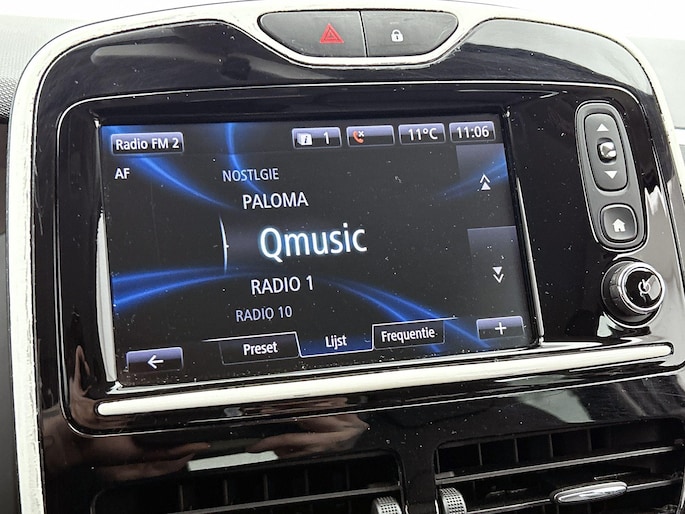 Radio FM 2
i 1
11°C
11:06
AF
NOSTLGIE
PALOMA
Qmusic
RADIO 1
RADIO 10
Preset
Lijst
Frequentie
+